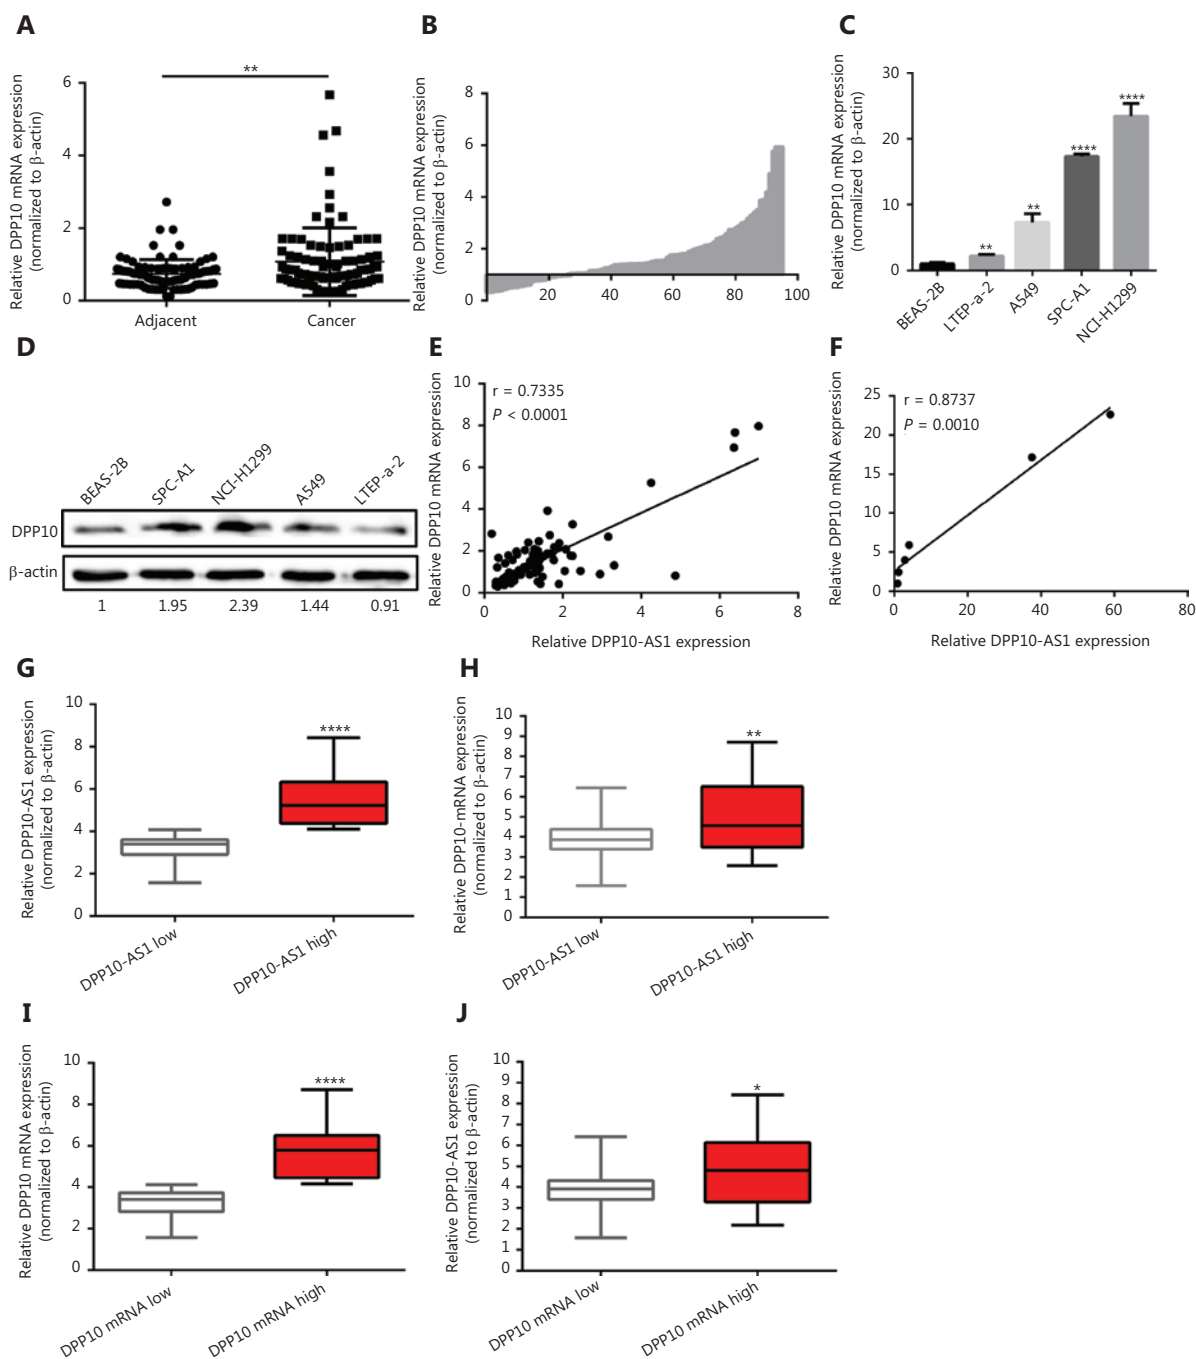 A
Relative DPP10 mRNA expression
(normalized to β-actin)
6
4
2
0
**
Adjacent
Cancer
B
Relative DPP10 mRNA expression
(normalized to β-actin)
8
6
4
2
0
20
40
60
80
100
C
Relative DPP10 mRNA expression
(normalized to β-actin)
30
20
10
0
**
**
****
****
BEAS-2B
LTEP-a-2
A549
SPC-A1
NCI-H1299
D
BEAS-2B
SPC-A1
NCI-H1299
A549
LTEP-a-2
DPP10
β-actin
1 1.95 2.39 1.44 0.91
E
Relative DPP10 mRNA expression
10
8
6
4
2
0
r = 0.7335
P < 0.0001
0 2 4 6 8
Relative DPP10-AS1 expression
F
Relative DPP10 mRNA expression
25
20
15
10
5
0
r = 0.8737
P = 0.0010
0 20 40 60 80
Relative DPP10-AS1 expression
G
Relative DPP10-AS1 expression
(normalized to β-actin)
10
8
6
4
2
0
****
DPP10-AS1 low
DPP10-AS1 high
H
Relative DPP10-mRNA expression
(normalized to β-actin)
10
9
8
7
6
5
4
3
2
1
0
**
DPP10-AS1 low
DPP10-AS1 high
I
Relative DPP10 mRNA expression
(normalized to β-actin)
10
8
6
4
2
0
****
DPP10 mRNA low
DPP10 mRNA high
J
Relative DPP10-AS1 expression
(normalized to β-actin)
10
9
8
7
6
5
4
3
2
1
0
*
DPP10 mRNA low
DPP10 mRNA high